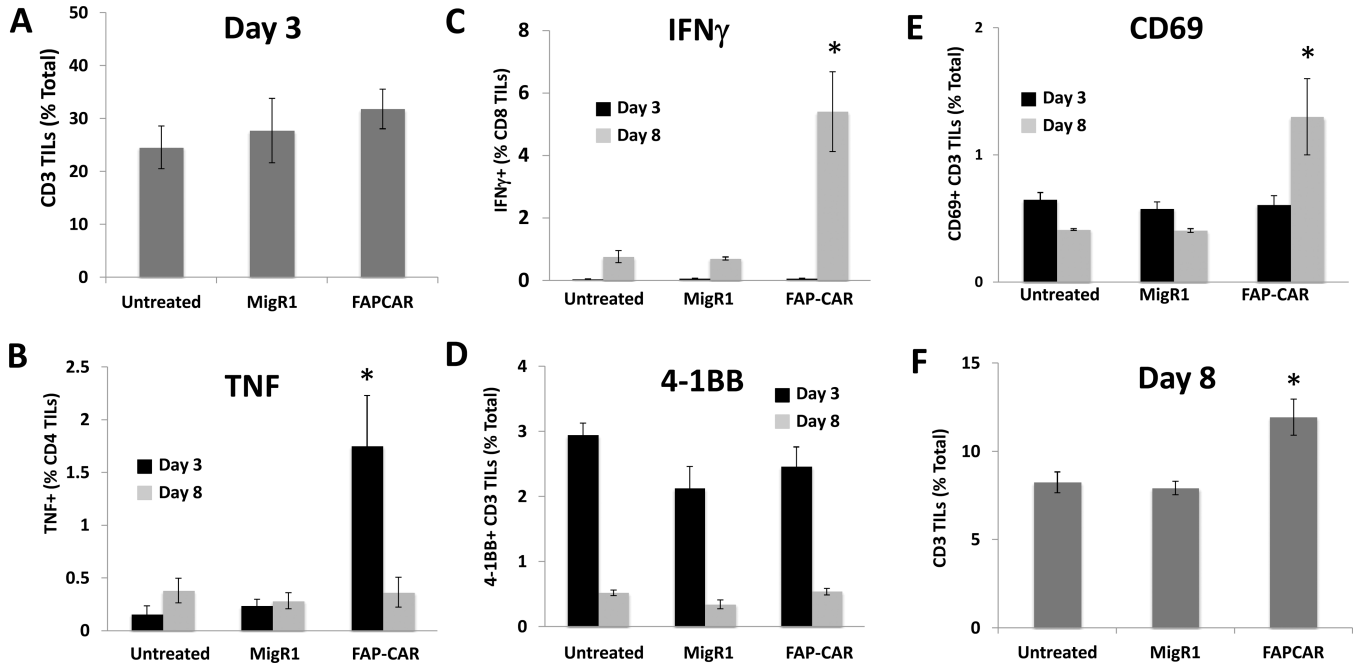 A
Day 3
CD3 TILs (% Total)
50
40
30
20
10
0
Untreated MigR1 FAPCAR
B
TNF
TNF+ (% CD4 TILs)
2.5
2
1.5
1
0.5
0
*
Day 3
Day 8
Untreated MigR1 FAP-CAR
C
IFNγ
IFNγ+ (% CD8 TILs)
8
6
4
2
0
*
Day 3
Day 8
Untreated MigR1 FAP-CAR
D
4-1BB
4-1BB+ CD3 TILs (% Total)
4
3
2
1
0
Day 3
Day 8
Untreated MigR1 FAP-CAR
E
CD69
CD69+ CD3 TILs (% Total)
2
1
0
*
Day 3
Day 8
Untreated MigR1 FAP-CAR
F
Day 8
CD3 TILs (% Total)
15
10
5
0
*
Untreated MigR1 FAPCAR